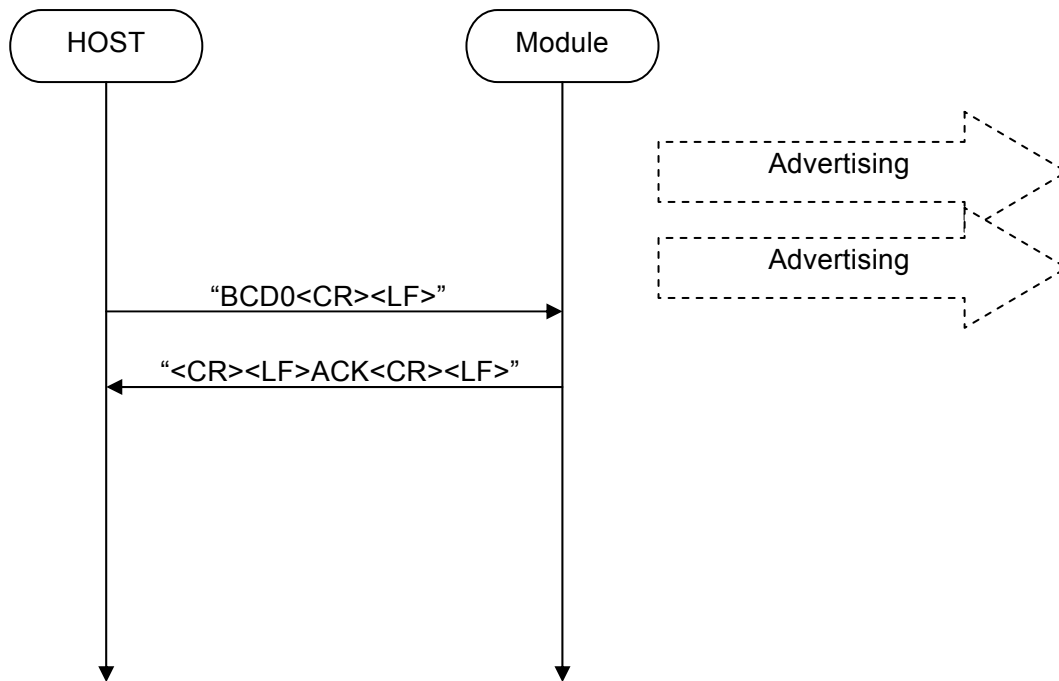 HOST
Module
Advertising
Advertising
“BCD0<CR><LF>”
“<CR><LF>ACK<CR><LF>”